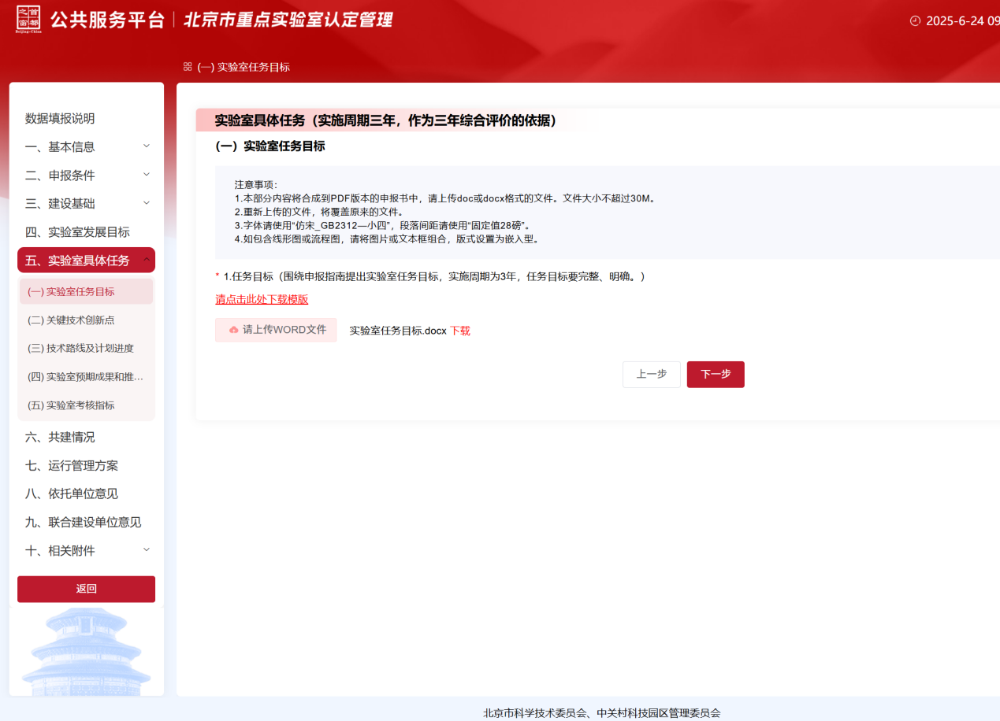 首都之窗
Beijing-China
公共服务平台
北京市重点实验室认定管理
2025-6-24 09
(一) 实验室任务目标
数据填报说明
一、基本信息
二、申报条件
三、建设基础
四、实验室发展目标
五、实验室具体任务
(一) 实验室任务目标
(二) 关键技术创新点
(三) 技术路线及计划进度
(四) 实验室预期成果和推...
(五) 实验室考核指标
六、共建情况
七、运行管理方案
八、依托单位意见
九、联合建设单位意见
十、相关附件
返回
实验室具体任务（实施周期三年，作为三年综合评价的依据）
(一) 实验室任务目标
注意事项:
1.本部分内容将合成到PDF版本的申报书中，请上传doc或docx格式的文件。文件大小不超过30M。
2.重新上传的文件，将覆盖原来的文件。
3.字体请使用“仿宋_GB2312—小四”，段落间距请使用“固定值28磅”。
4.如包含线形图或流程图，请将图片或文本框组合，版式设置为嵌入型。
* 1.任务目标（围绕申报指南提出实验室任务目标，实施周期为3年，任务目标要完整、明确。）
请点击此处下载模版
请上传WORD文件 实验室任务目标.docx 下载
上一步 下一步
北京市科学技术委员会、中关村科技园区管理委员会